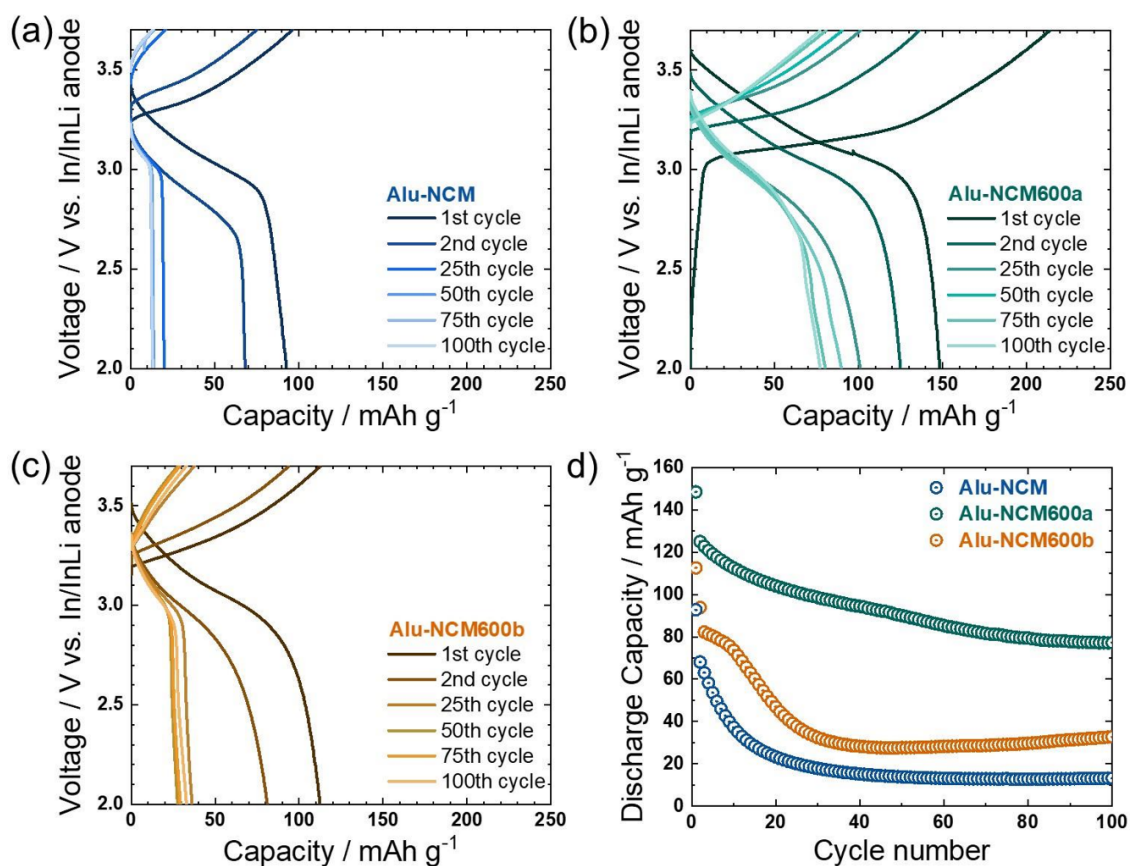 (a)
Voltage / V vs. In/InLi anode
3.5
3.0
2.5
2.0
0 50 100 150 200 250
Capacity / mAh g⁻¹
Alu-NCM
1st cycle
2nd cycle
25th cycle
50th cycle
75th cycle
100th cycle
(b)
Voltage / V vs. In/InLi anode
3.5
3.0
2.5
2.0
0 50 100 150 200 250
Capacity / mAh g⁻¹
Alu-NCM600a
1st cycle
2nd cycle
25th cycle
50th cycle
75th cycle
100th cycle
(c)
Voltage / V vs. In/InLi anode
3.5
3.0
2.5
2.0
0 50 100 150 200 250
Capacity / mAh g⁻¹
Alu-NCM600b
1st cycle
2nd cycle
25th cycle
50th cycle
75th cycle
100th cycle
d)
Discharge Capacity / mAh g⁻¹
160
140
120
100
80
60
40
20
0
0 20 40 60 80 100
Cycle number
Alu-NCM
Alu-NCM600a
Alu-NCM600b